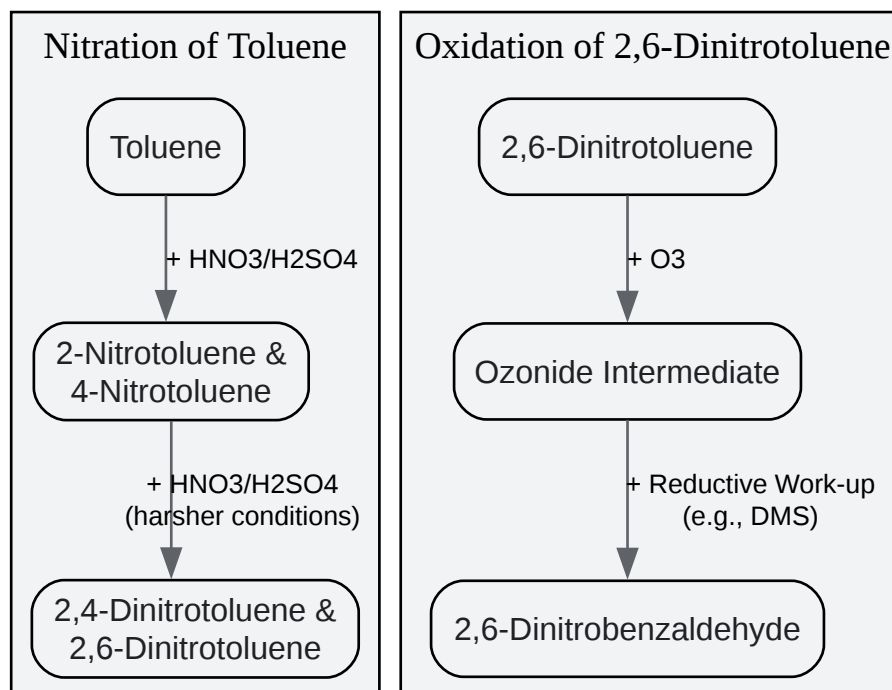 Nitration of Toluene
Toluene
+ HNO3/H2SO4
2-Nitrotoluene &
4-Nitrotoluene
+ HNO3/H2SO4
(harsher conditions)
2,4-Dinitrotoluene &
2,6-Dinitrotoluene
Oxidation of 2,6-Dinitrotoluene
2,6-Dinitrotoluene
+ O3
Ozonide Intermediate
+ Reductive Work-up
(e.g., DMS)
2,6-Dinitrobenzaldehyde